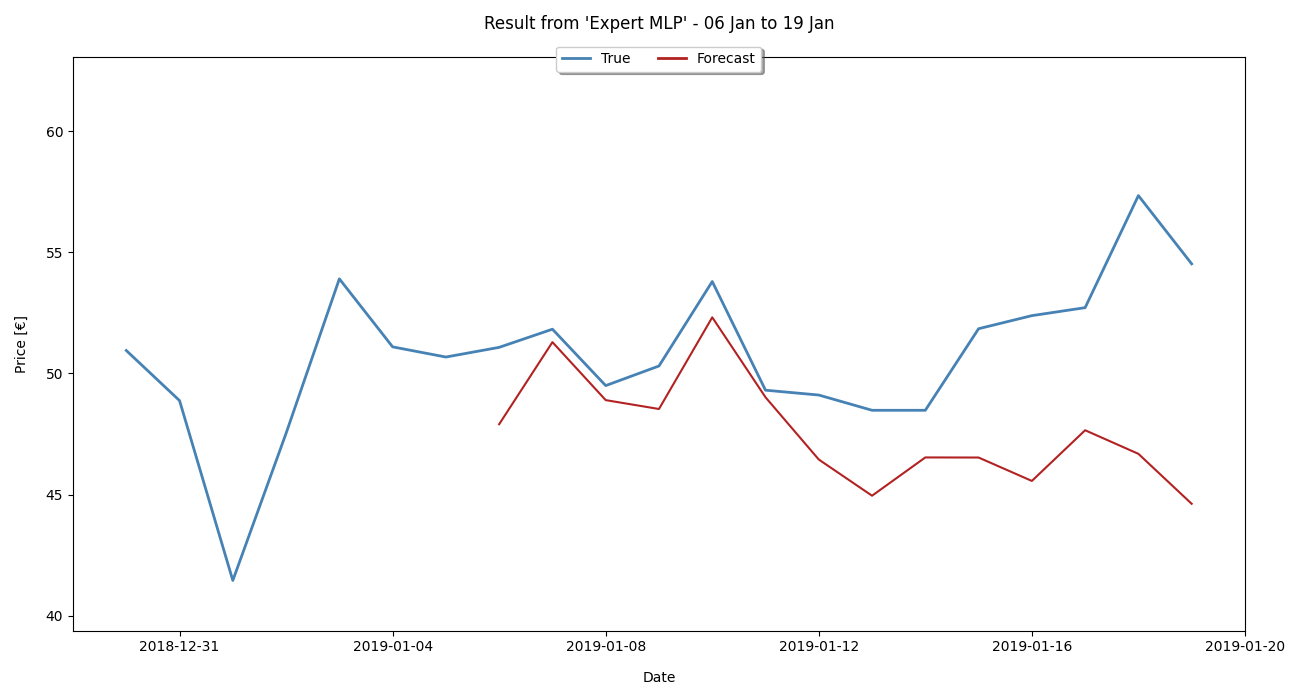 Result from 'Expert MLP' - 06 Jan to 19 Jan
True Forecast
Price [€]
60
55
50
45
40
2018-12-31 2019-01-04 2019-01-08 2019-01-12 2019-01-16 2019-01-20
Date